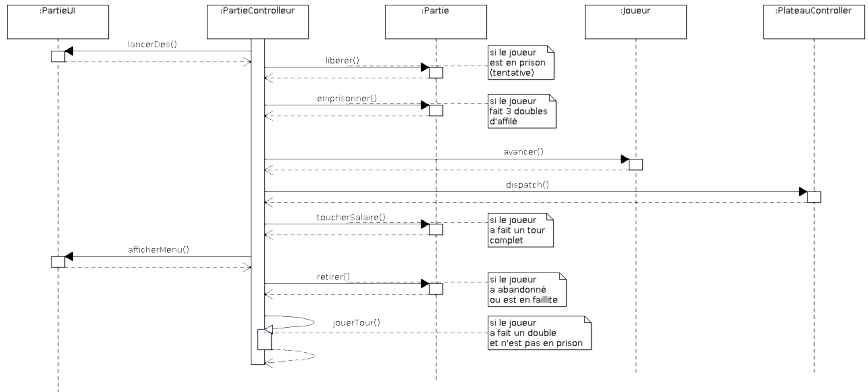 :PartieUI
:PartieControlleur
:Partie
:Joueur
:PlateauController
lancerDes()
liberer()
si le joueur
est en prison
(tentative)
emprisonner()
si le joueur
fait 3 doubles
d'affilé
avancer()
dispatch()
toucherSalaire()
si le joueur
a fait un tour
complet
afficherMenu()
retirer()
si le joueur
a abandonné
ou est en faillite
jouerTour()
si le joueur
a fait un double
et n'est pas en prison